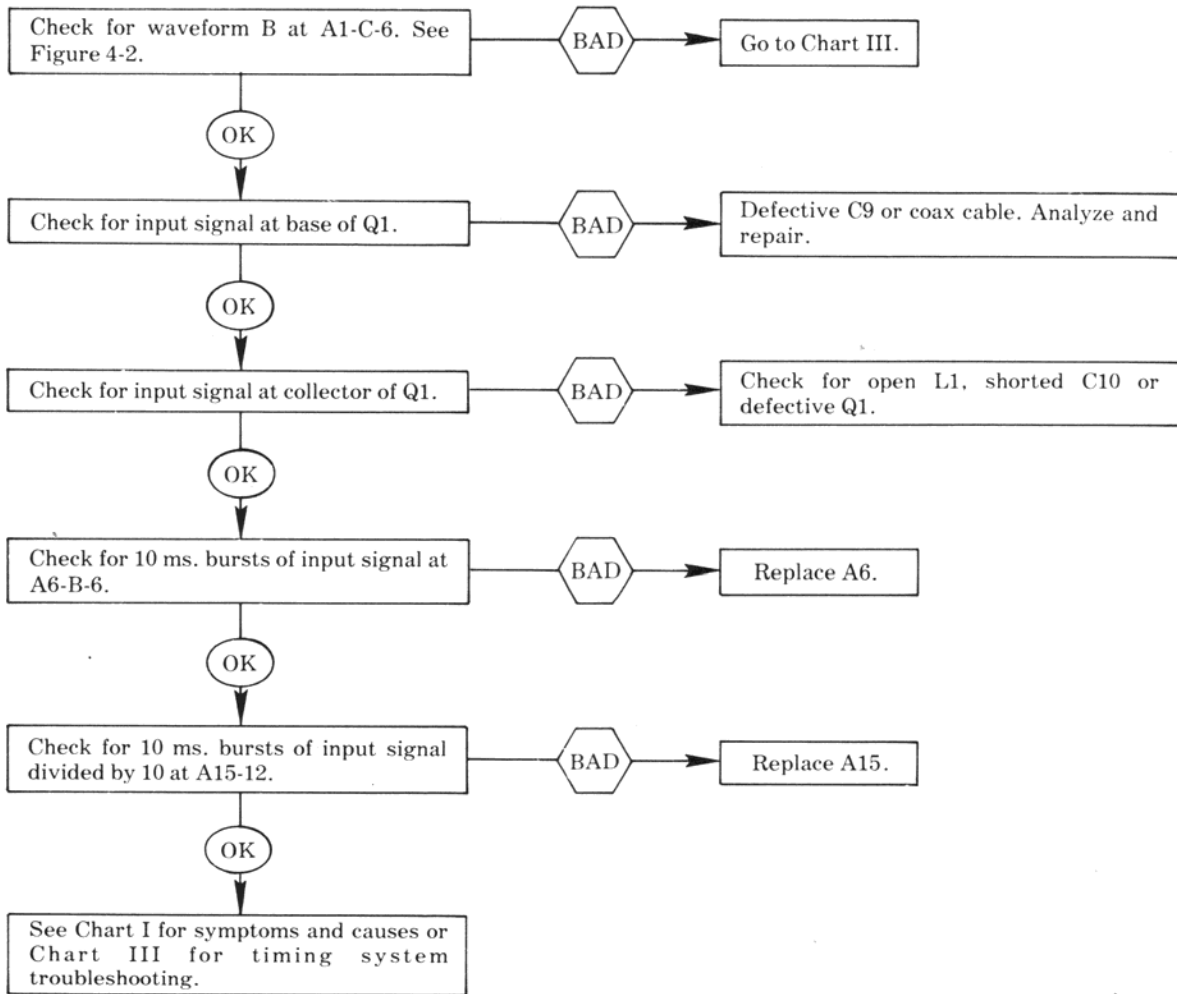 Check for waveform B at A1-C-6. See
Figure 4-2.
BAD
Go to Chart III.
OK
Check for input signal at base of Q1.
BAD
Defective C9 or coax cable. Analyze and
repair.
OK
Check for input signal at collector of Q1.
BAD
Check for open L1, shorted C10 or
defective Q1.
OK
Check for 10 ms. bursts of input signal at
A6-B-6.
BAD
Replace A6.
OK
Check for 10 ms. bursts of input signal
divided by 10 at A15-12.
BAD
Replace A15.
OK
See Chart I for symptoms and causes or
Chart III for timing system
troubleshooting.